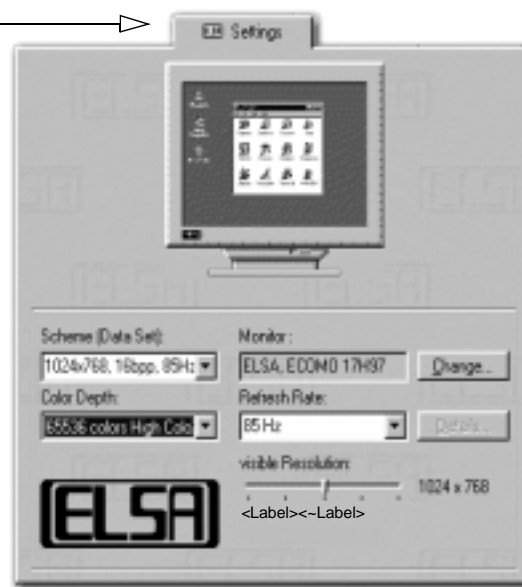 Settings
Scheme (Data Set):
Monitor:
1024x768, 16bpp, 85Hz
ELSA, ECOMO 17H97
Change...
Color Depth:
Refresh Rate:
65536 colors High Colo
85 Hz
Details...
visible Resolution:
1024 x 768
<Label><~Label>
ELSA